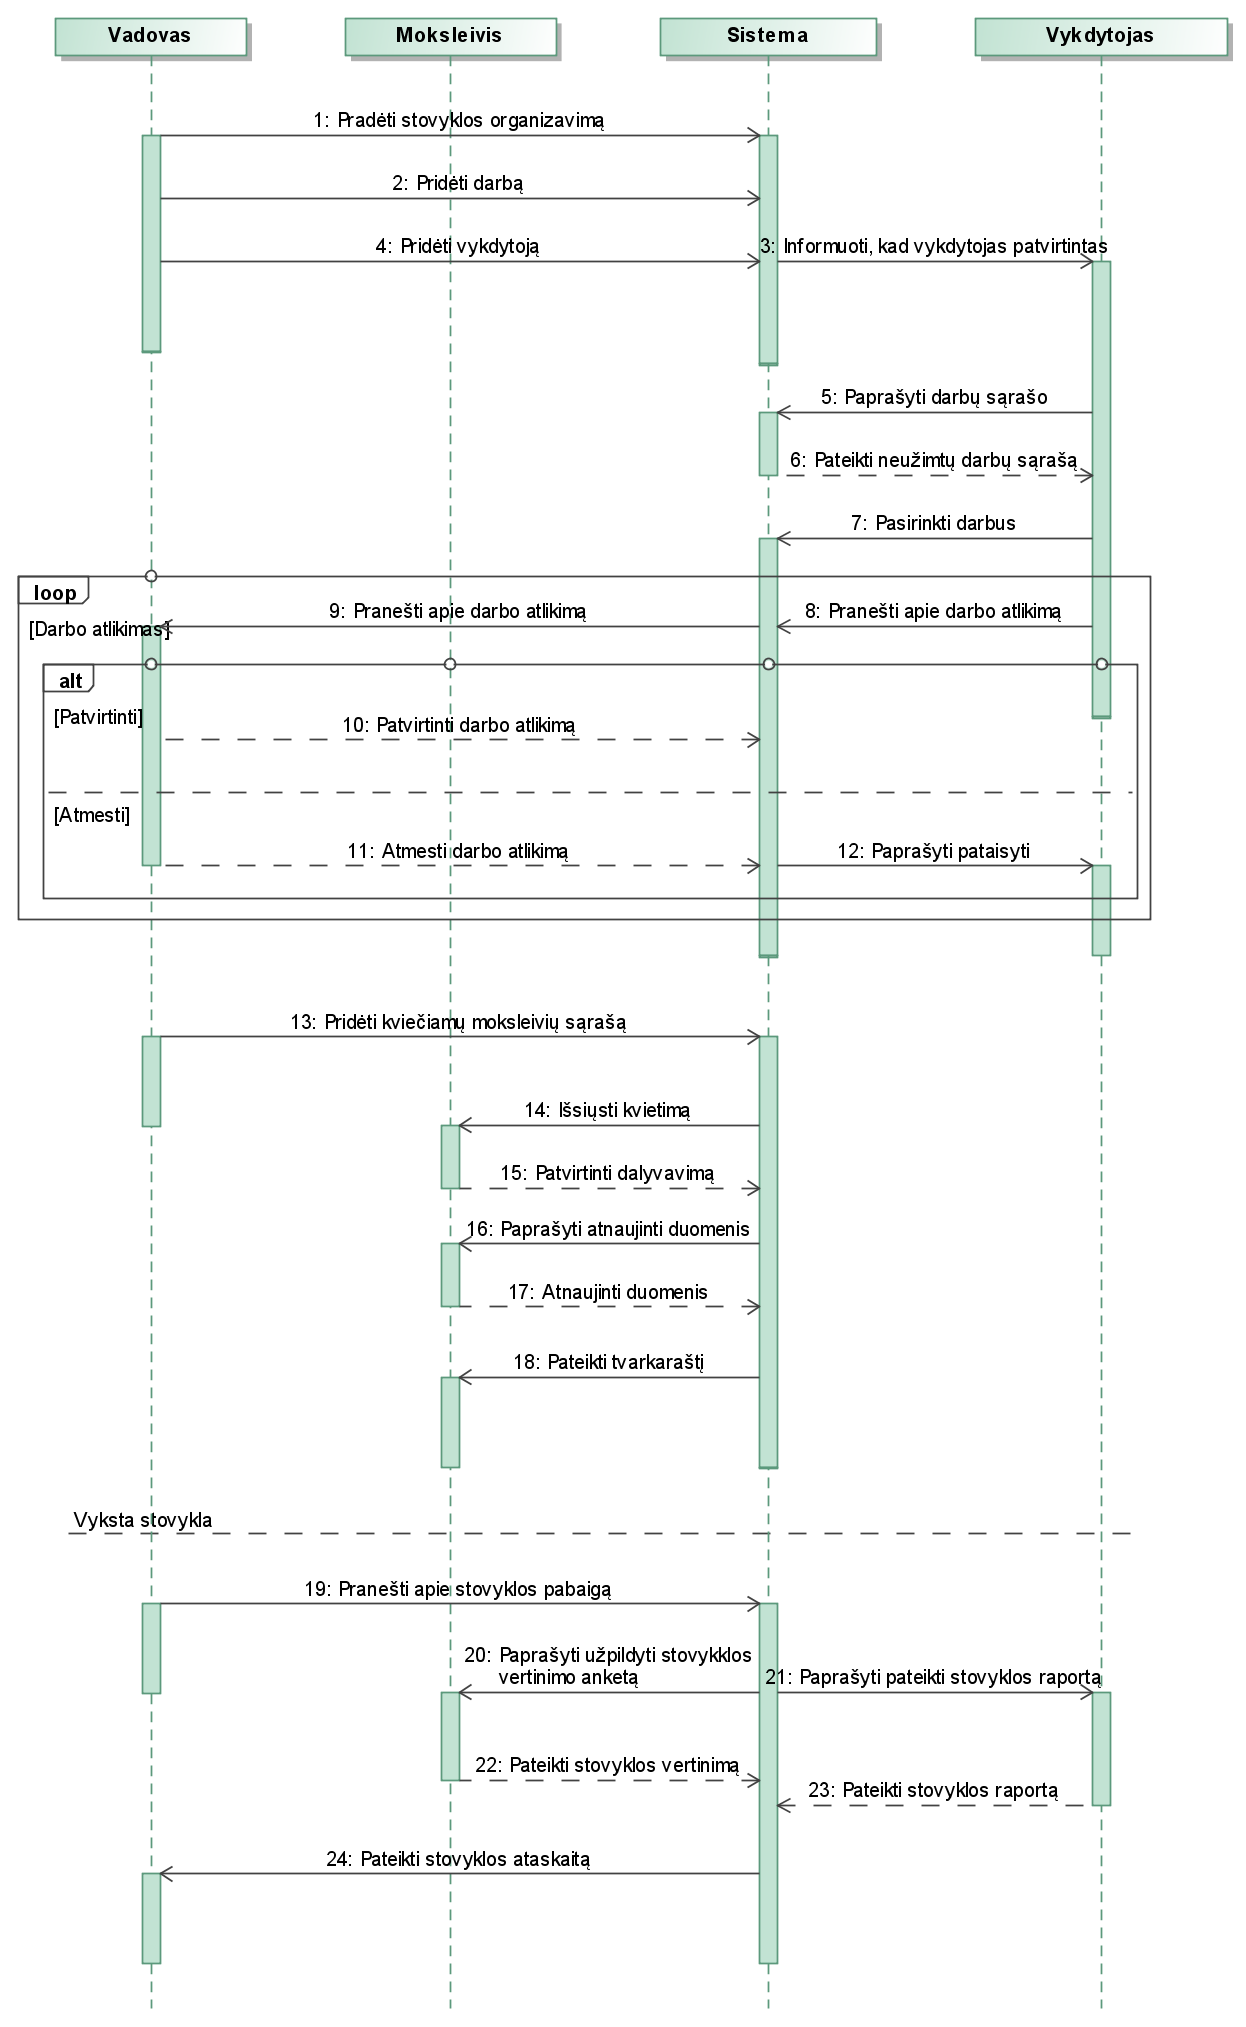 Vadovas
Moksleivis
Sistema
Vykdytojas
1: Pradėti stovyklos organizavimą
2: Pridėti darbą
4: Pridėti vykdytoją
3: Informuoti, kad vykdytojas patvirtintas
5: Paprašyti darbų sąrašo
6: Pateikti neužimtų darbų sąrašą
7: Pasirinkti darbus
loop
[Darbo atlikimas]
9: Pranešti apie darbo atlikimą
8: Pranešti apie darbo atlikimą
alt
[Patvirtinti]
10: Patvirtinti darbo atlikimą
[Atmesti]
11: Atmesti darbo atlikimą
12: Paprašyti pataisyti
13: Pridėti kviečiamų moksleivių sąrašą
14: Išsiųsti kvietimą
15: Patvirtinti dalyvavimą
16: Paprašyti atnaujinti duomenis
17: Atnaujinti duomenis
18: Pateikti tvarkaraštį
Vyksta stovykla
19: Pranešti apie stovyklos pabaigą
20: Paprašyti užpildyti stovykklos
vertinimo anketą
21: Paprašyti pateikti stovyklos raportą
22: Pateikti stovyklos vertinimą
23: Pateikti stovyklos raportą
24: Pateikti stovyklos ataskaitą